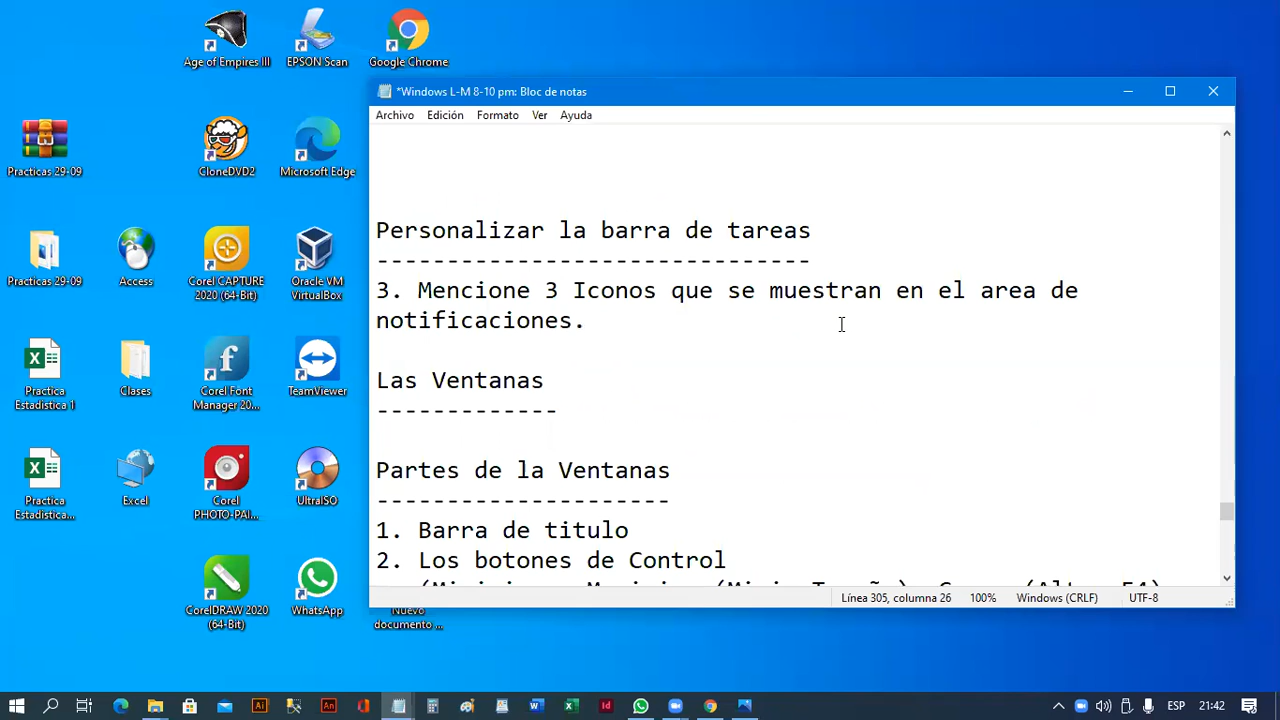 Age of Empires III
EPSON Scan
Google Chrome
Practicas 29-09
CloneDVD2
Microsoft Edge
Practicas 29-09
Access
Corel CAPTURE
2020 (64-Bit)
Oracle VM
VirtualBox
Practica
Estadistica 1
Clases
Corel Font
Manager 20...
TeamViewer
Practica
Estadistica...
Excel
Corel
PHOTO-PAI...
UltraISO
CorelDRAW 2020
(64-Bit)
WhatsApp
Nuevo
documento ...
*Windows L-M 8-10 pm: Bloc de notas
Archivo Edición Formato Ver Ayuda
Personalizar la barra de tareas
-------------------------------
3. Mencione 3 Iconos que se muestran en el area de
notificaciones.
Las Ventanas
-------------
Partes de la Ventanas
---------------------
1. Barra de titulo
2. Los botones de Control
Línea 305, columna 26 100% Windows (CRLF) UTF-8
Ai An W X Id ESP 21:42